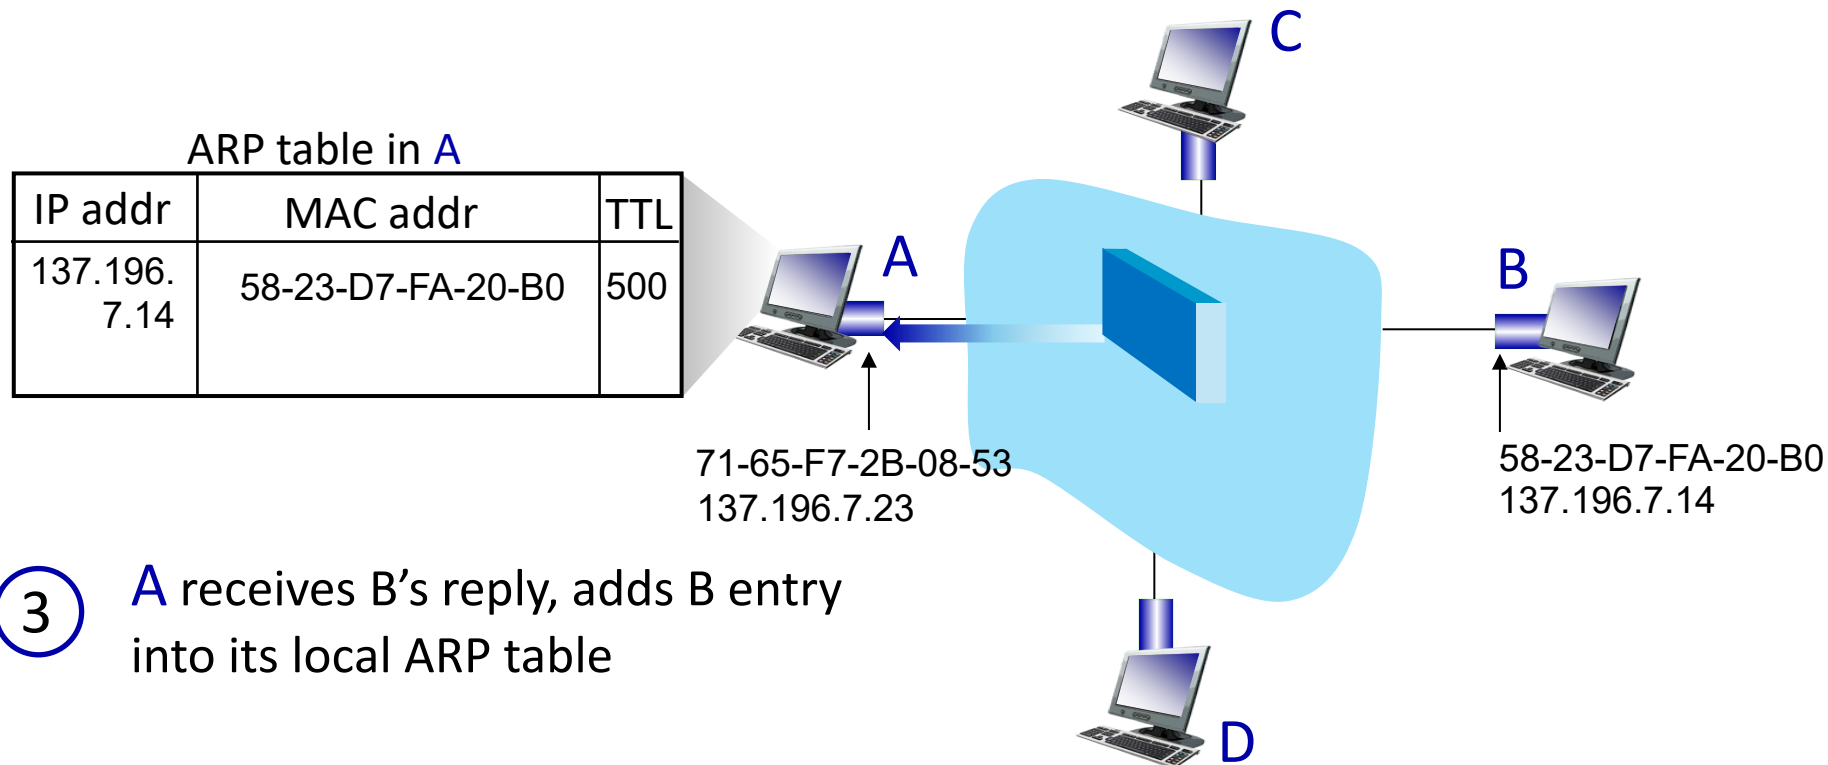 C
ARP table in A
IP addr MAC addr TTL
137.196.
7.14
58-23-D7-FA-20-B0 500
A
B
71-65-F7-2B-08-53
137.196.7.23
58-23-D7-FA-20-B0
137.196.7.14
3
A receives B’s reply, adds B entry
into its local ARP table
D